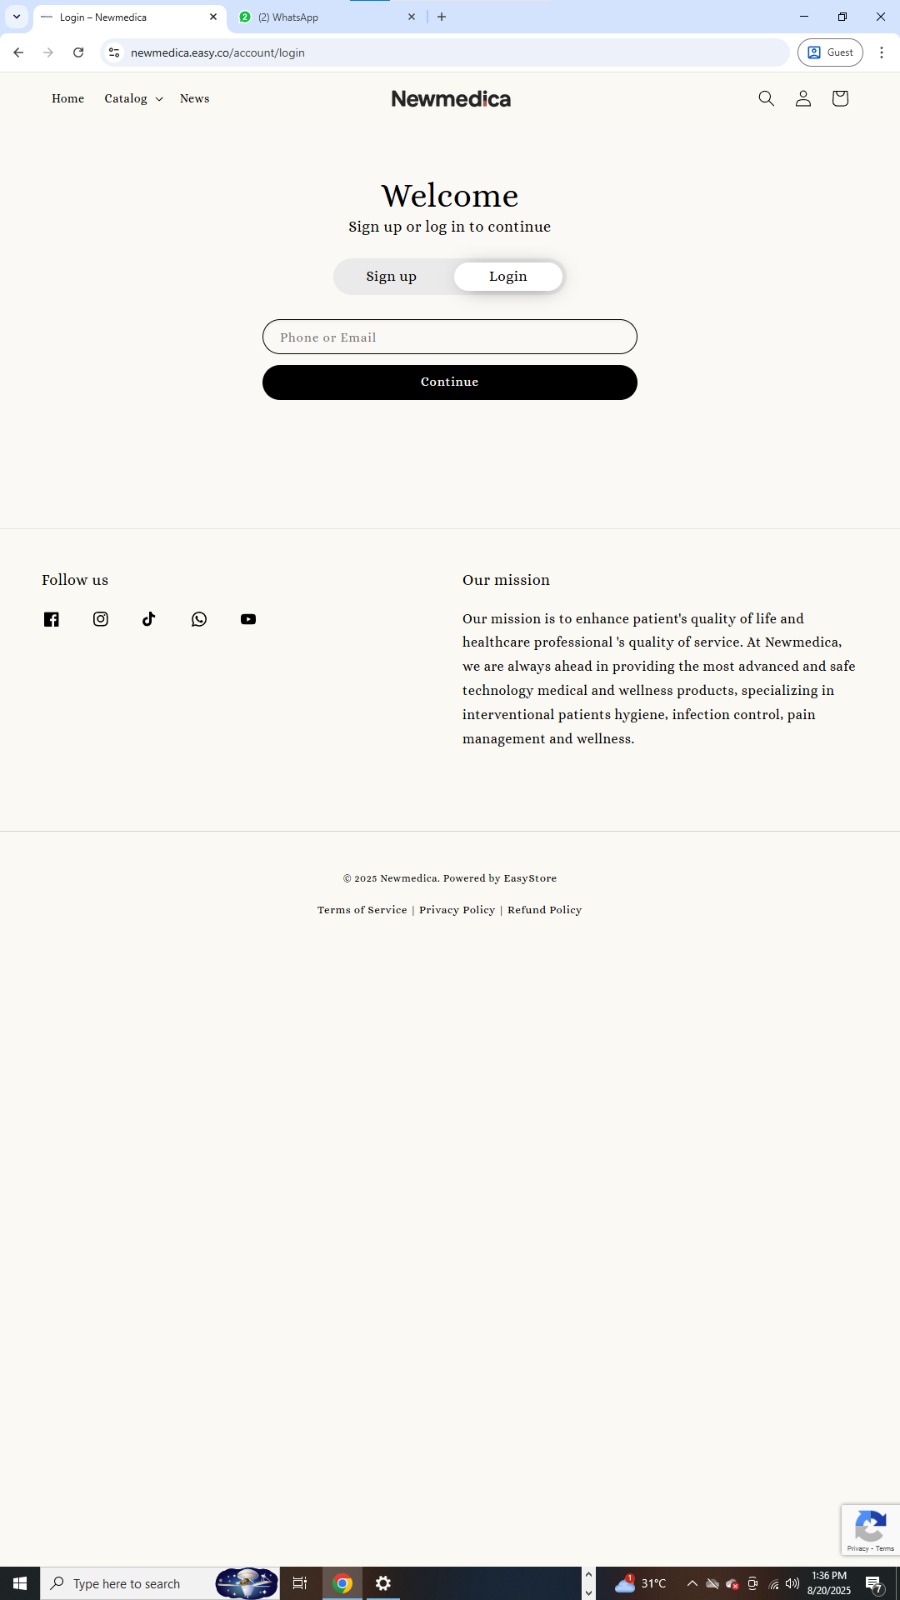 Login – Newmedica
2
(2) WhatsApp
newmedica.easy.co/account/login
Guest
Home
Catalog
News
Newmedica
Welcome
Sign up or log in to continue
Sign up
Login
Phone or Email
Continue
Follow us
Our mission
Our mission is to enhance patient's quality of life and
healthcare professional 's quality of service. At Newmedica,
we are always ahead in providing the most advanced and safe
technology medical and wellness products, specializing in
interventional patients hygiene, infection control, pain
management and wellness.
© 2025 Newmedica. Powered by EasyStore
Terms of Service | Privacy Policy | Refund Policy
Privacy - Terms
Type here to search
1
31°C
1:36 PM
8/20/2025
7